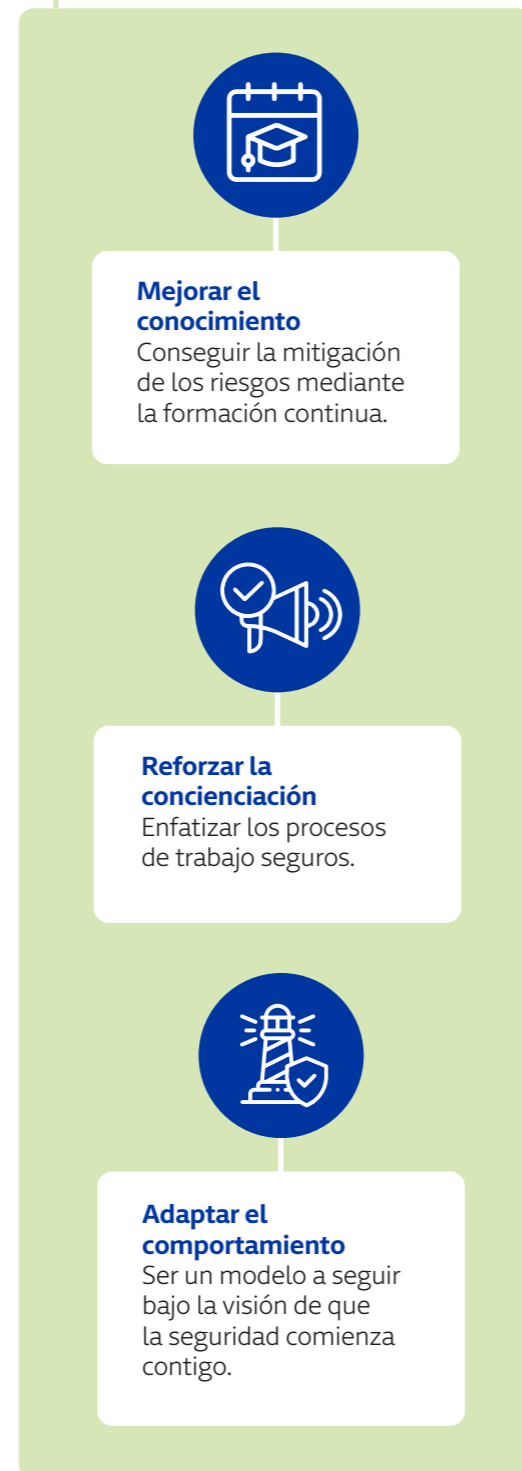 Mejorar el
conocimiento
Conseguir la mitigación
de los riesgos mediante
la formación continua.
Reforzar la
concienciación
Enfatizar los procesos
de trabajo seguros.
Adaptar el
comportamiento
Ser un modelo a seguir
bajo la visión de que
la seguridad comienza
contigo.